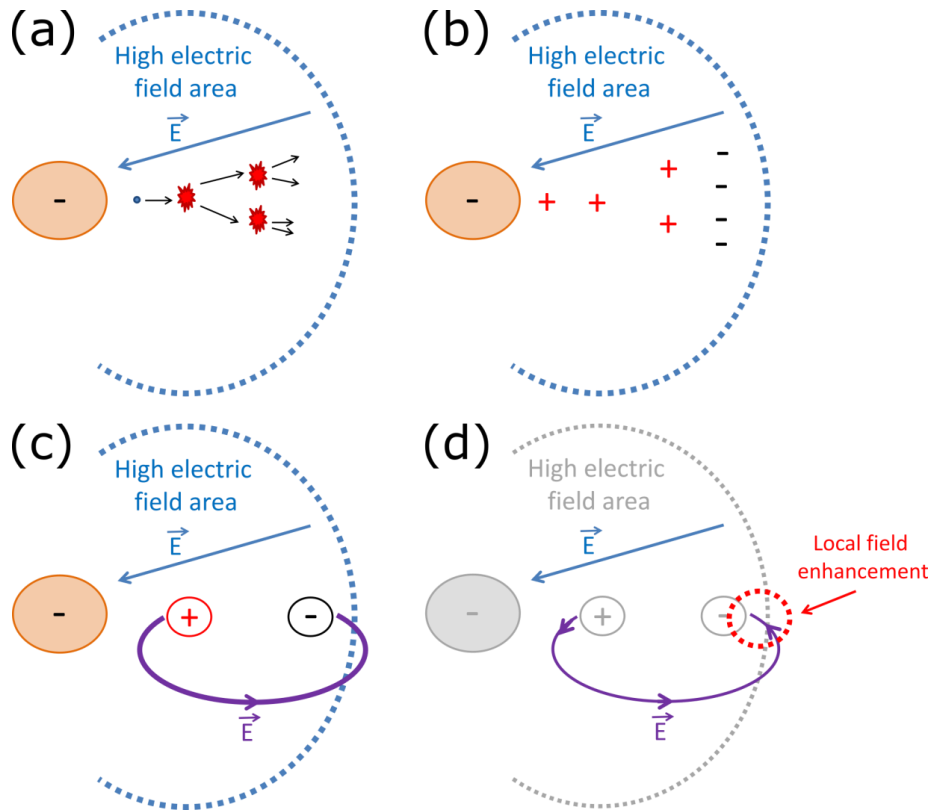 (a)
High electric
field area
E
-
(b)
High electric
field area
E
-
+
+
+
+
-
-
-
-
(c)
High electric
field area
E
-
+
-
E
(d)
High electric
field area
E
Local field
enhancement
-
+
-
E